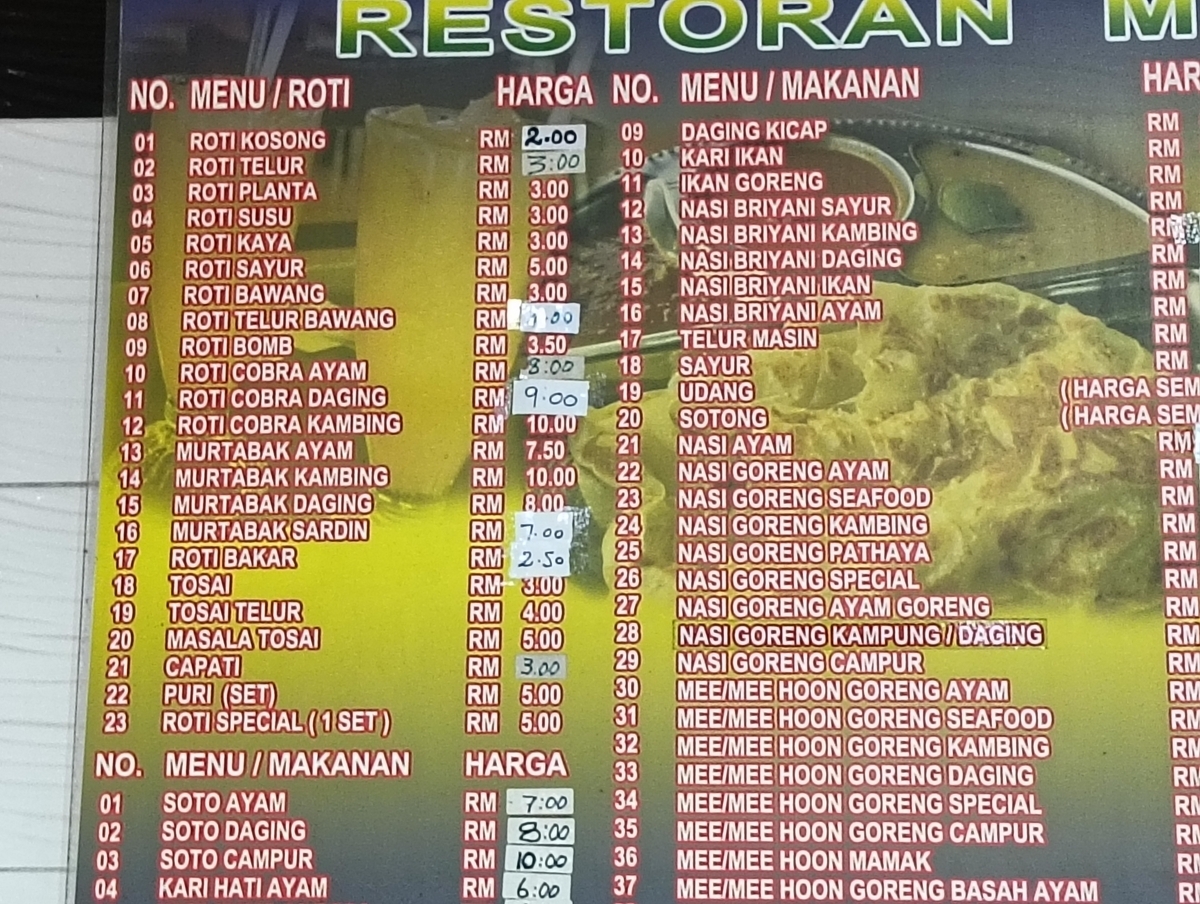 RESTORAN M
NO. MENU / ROTI HARGA
01 ROTI KOSONG RM 2.00
02 ROTI TELUR RM 3:00
03 ROTI PLANTA RM 3.00
04 ROTI SUSU RM 3.00
05 ROTI KAYA RM 3.00
06 ROTI SAYUR RM 5.00
07 ROTI BAWANG RM 3.00
08 ROTI TELUR BAWANG RM
09 ROTI BOMB RM 3.50
10 ROTI COBRA AYAM RM 8:00
11 ROTI COBRA DAGING RM 9.00
12 ROTI COBRA KAMBING RM 10.00
13 MURTABAK AYAM RM 7.50
14 MURTABAK KAMBING RM 10.00
15 MURTABAK DAGING RM 8.00
16 MURTABAK SARDIN RM 7.00
17 ROTI BAKAR RM 2.50
18 TOSAI RM 3.00
19 TOSAI TELUR RM 4.00
20 MASALA TOSAI RM 5.00
21 CAPATI RM 3.00
22 PURI (SET) RM 5.00
23 ROTI SPECIAL ( 1 SET ) RM 5.00
NO. MENU / MAKANAN HARGA
01 SOTO AYAM RM 7:00
02 SOTO DAGING RM 8:00
03 SOTO CAMPUR RM 10:00
04 KARI HATI AYAM RM 6:00
NO. MENU / MAKANAN HAR
09 DAGING KICAP RM
10 KARI IKAN RM
11 IKAN GORENG RM
12 NASI BRIYANI SAYUR RM
13 NASI BRIYANI KAMBING RM
14 NASI BRIYANI DAGING RM
15 NASI BRIYANI IKAN RM
16 NASI BRIYANI AYAM RM
17 TELUR MASIN RM
18 SAYUR RM
19 UDANG ( HARGA SEM
20 SOTONG ( HARGA SEM
21 NASI AYAM RM
22 NASI GORENG AYAM RM
23 NASI GORENG SEAFOOD RM
24 NASI GORENG KAMBING RM
25 NASI GORENG PATHAYA RM
26 NASI GORENG SPECIAL RM
27 NASI GORENG AYAM GORENG RM
28 NASI GORENG KAMPUNG / DAGING RM
29 NASI GORENG CAMPUR RM
30 MEE/MEE HOON GORENG AYAM RM
31 MEE/MEE HOON GORENG SEAFOOD RM
32 MEE/MEE HOON GORENG KAMBING RM
33 MEE/MEE HOON GORENG DAGING RM
34 MEE/MEE HOON GORENG SPECIAL RM
35 MEE/MEE HOON GORENG CAMPUR RM
36 MEE/MEE HOON MAMAK RM
37 MEE/MEE HOON GORENG BASAH AYAM RM